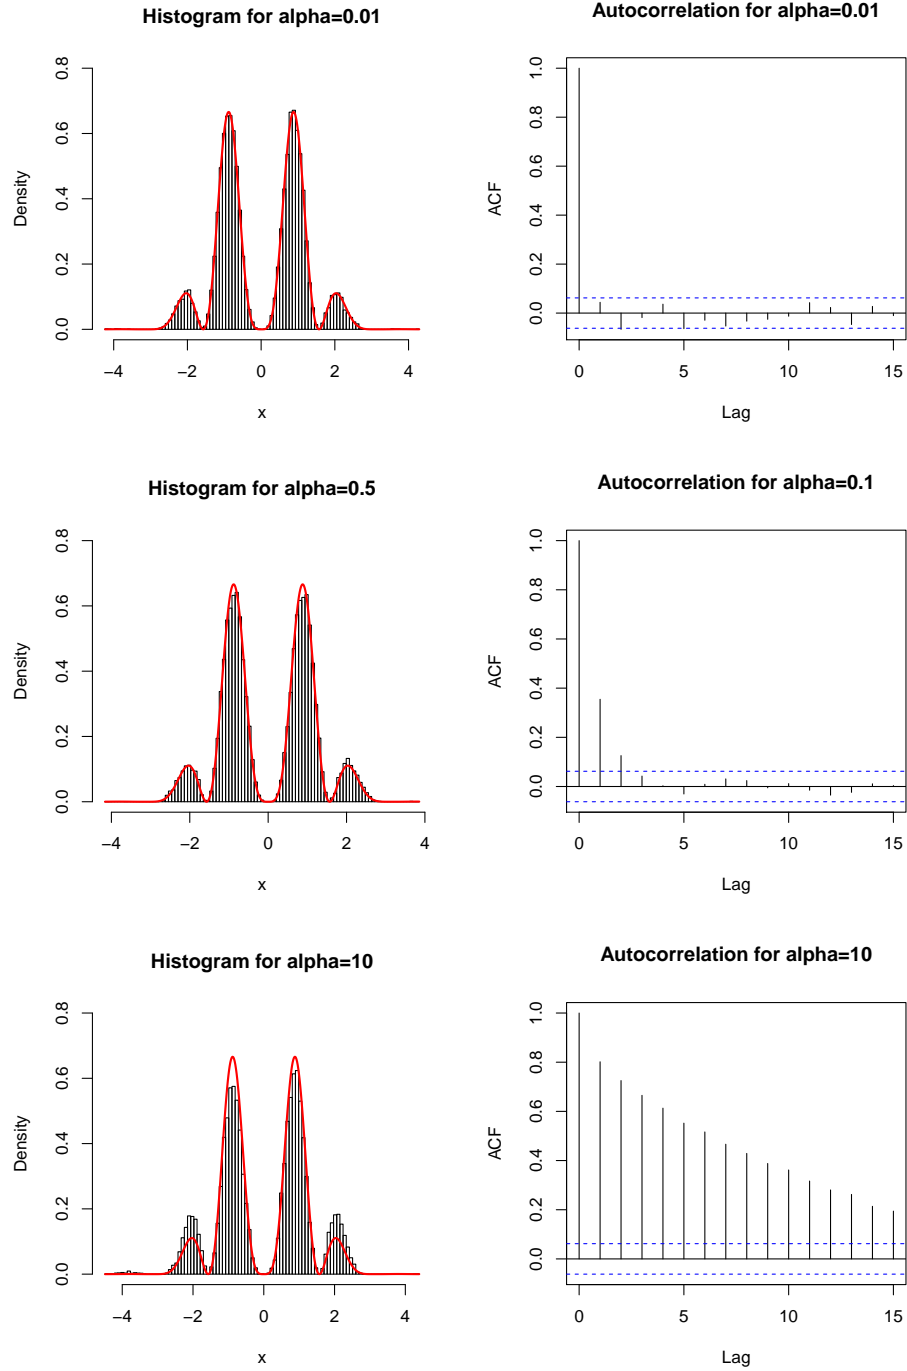 Histogram for alpha=0.01
Density
0.0 0.2 0.4 0.6 0.8
−4 −2 0 2 4
x
Autocorrelation for alpha=0.01
ACF
0.0 0.2 0.4 0.6 0.8 1.0
0 5 10 15
Lag
Histogram for alpha=0.5
Density
0.0 0.2 0.4 0.6 0.8
−4 −2 0 2 4
x
Autocorrelation for alpha=0.1
ACF
0.0 0.2 0.4 0.6 0.8 1.0
0 5 10 15
Lag
Histogram for alpha=10
Density
0.0 0.2 0.4 0.6 0.8
−4 −2 0 2 4
x
Autocorrelation for alpha=10
ACF
0.0 0.2 0.4 0.6 0.8 1.0
0 5 10 15
Lag